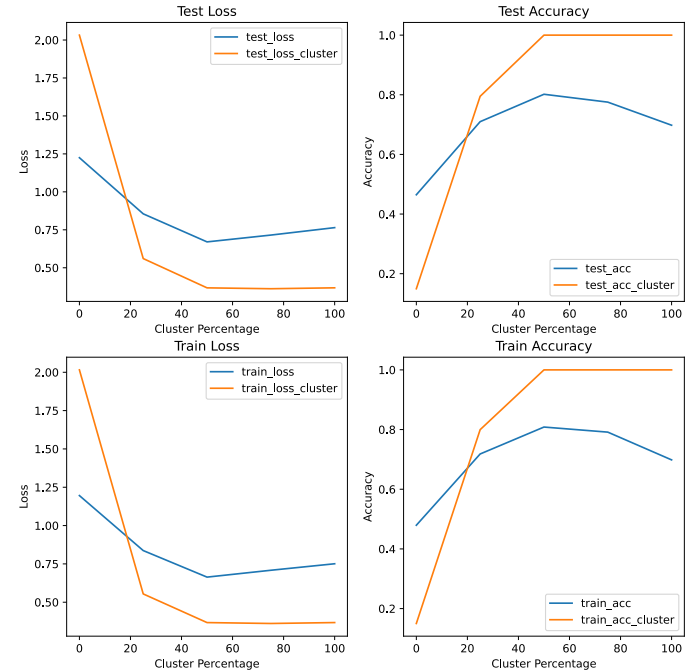 Test Loss
2.00
1.75
1.50
1.25
1.00
0.75
0.50
Loss
test_loss
test_loss_cluster
0 20 40 60 80 100
Cluster Percentage
Test Accuracy
1.0
0.8
0.6
0.4
0.2
Accuracy
test_acc
test_acc_cluster
0 20 40 60 80 100
Cluster Percentage
Train Loss
2.00
1.75
1.50
1.25
1.00
0.75
0.50
Loss
train_loss
train_loss_cluster
0 20 40 60 80 100
Cluster Percentage
Train Accuracy
1.0
0.8
0.6
0.4
0.2
Accuracy
train_acc
train_acc_cluster
0 20 40 60 80 100
Cluster Percentage